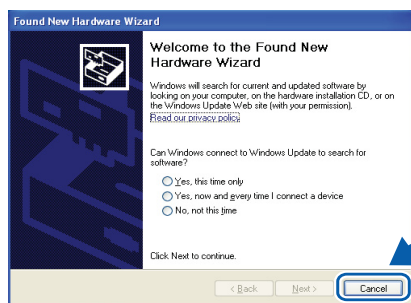 Found New Hardware Wizard
Welcome to the Found New
Hardware Wizard
Windows will search for current and updated software by
looking on your computer, on the hardware installation CD, or on
the Windows Update Web site (with your permission).
Read our privacy policy
Can Windows connect to Windows Update to search for
software?
Yes, this time only
Yes, now and every time I connect a device
No, not this time
Click Next to continue.
< Back Next > Cancel